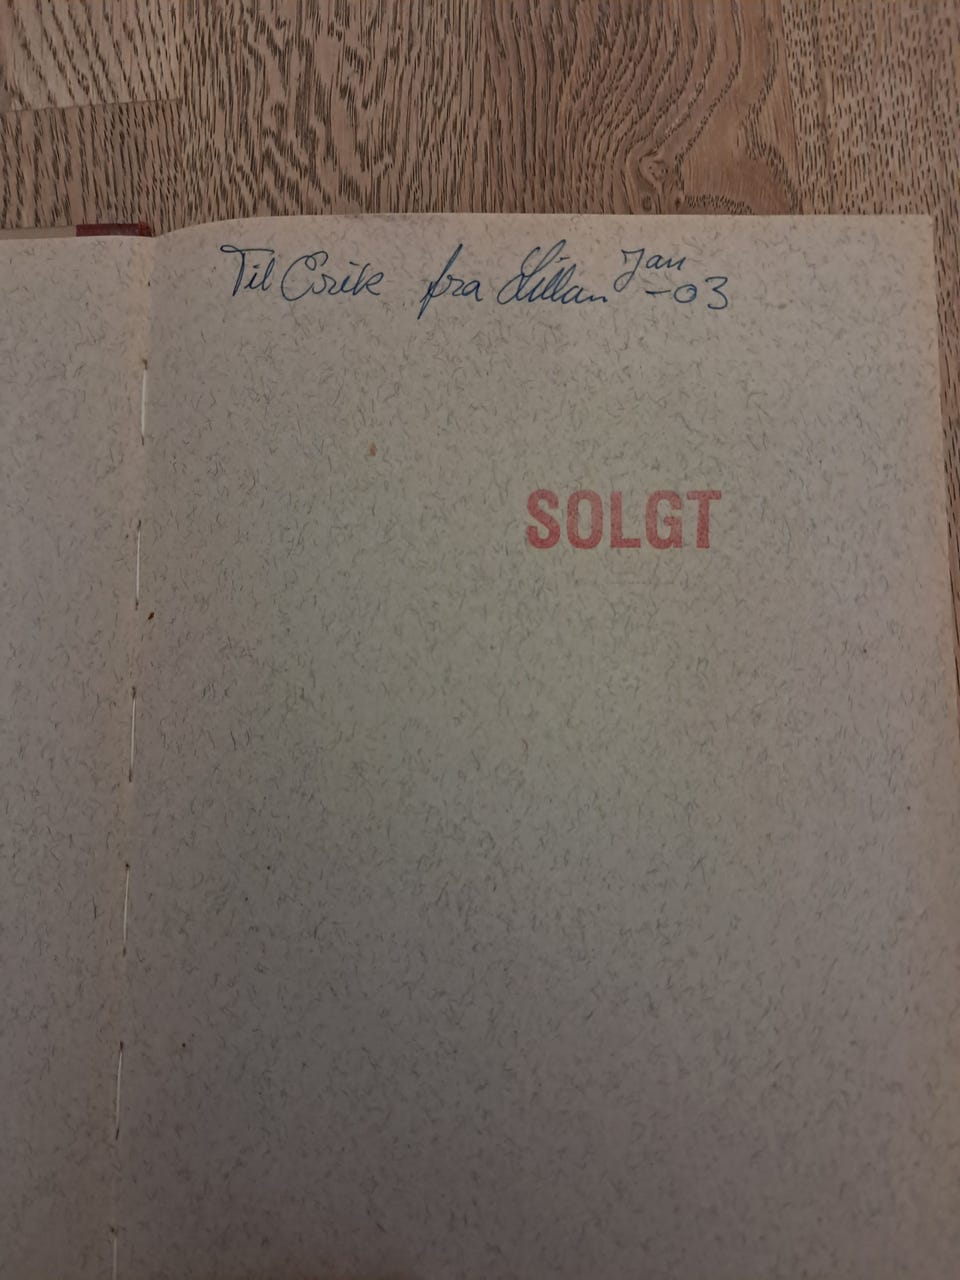 Til Erik fra Lillan Jan
-03
SOLGT